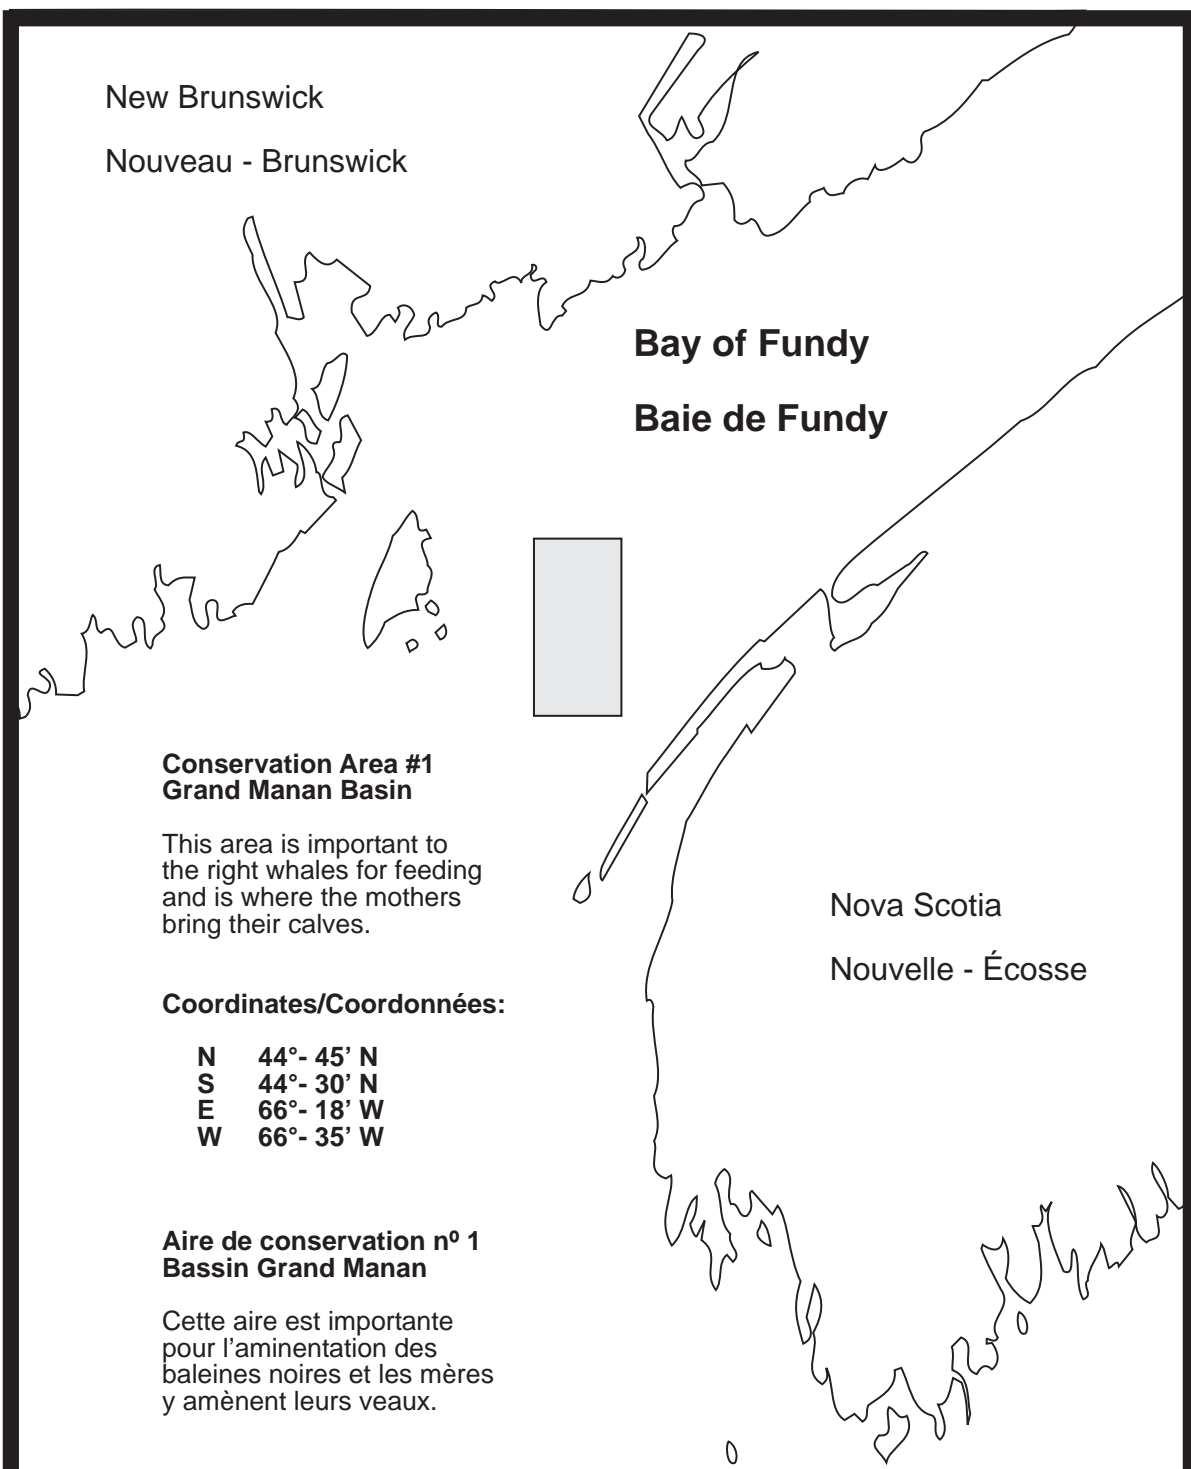 New Brunswick
Nouveau - Brunswick
Bay of Fundy
Baie de Fundy
Conservation Area #1
Grand Manan Basin
This area is important to
the right whales for feeding
and is where the mothers
bring their calves.
Nova Scotia
Nouvelle - Écosse
Coordinates/Coordonnées:
N 44°- 45’ N
S 44°- 30’ N
E 66°- 18’ W
W 66°- 35’ W
Aire de conservation nº 1
Bassin Grand Manan
Cette aire est importante
pour l’aminentation des
baleines noires et les mères
y amènent leurs veaux.